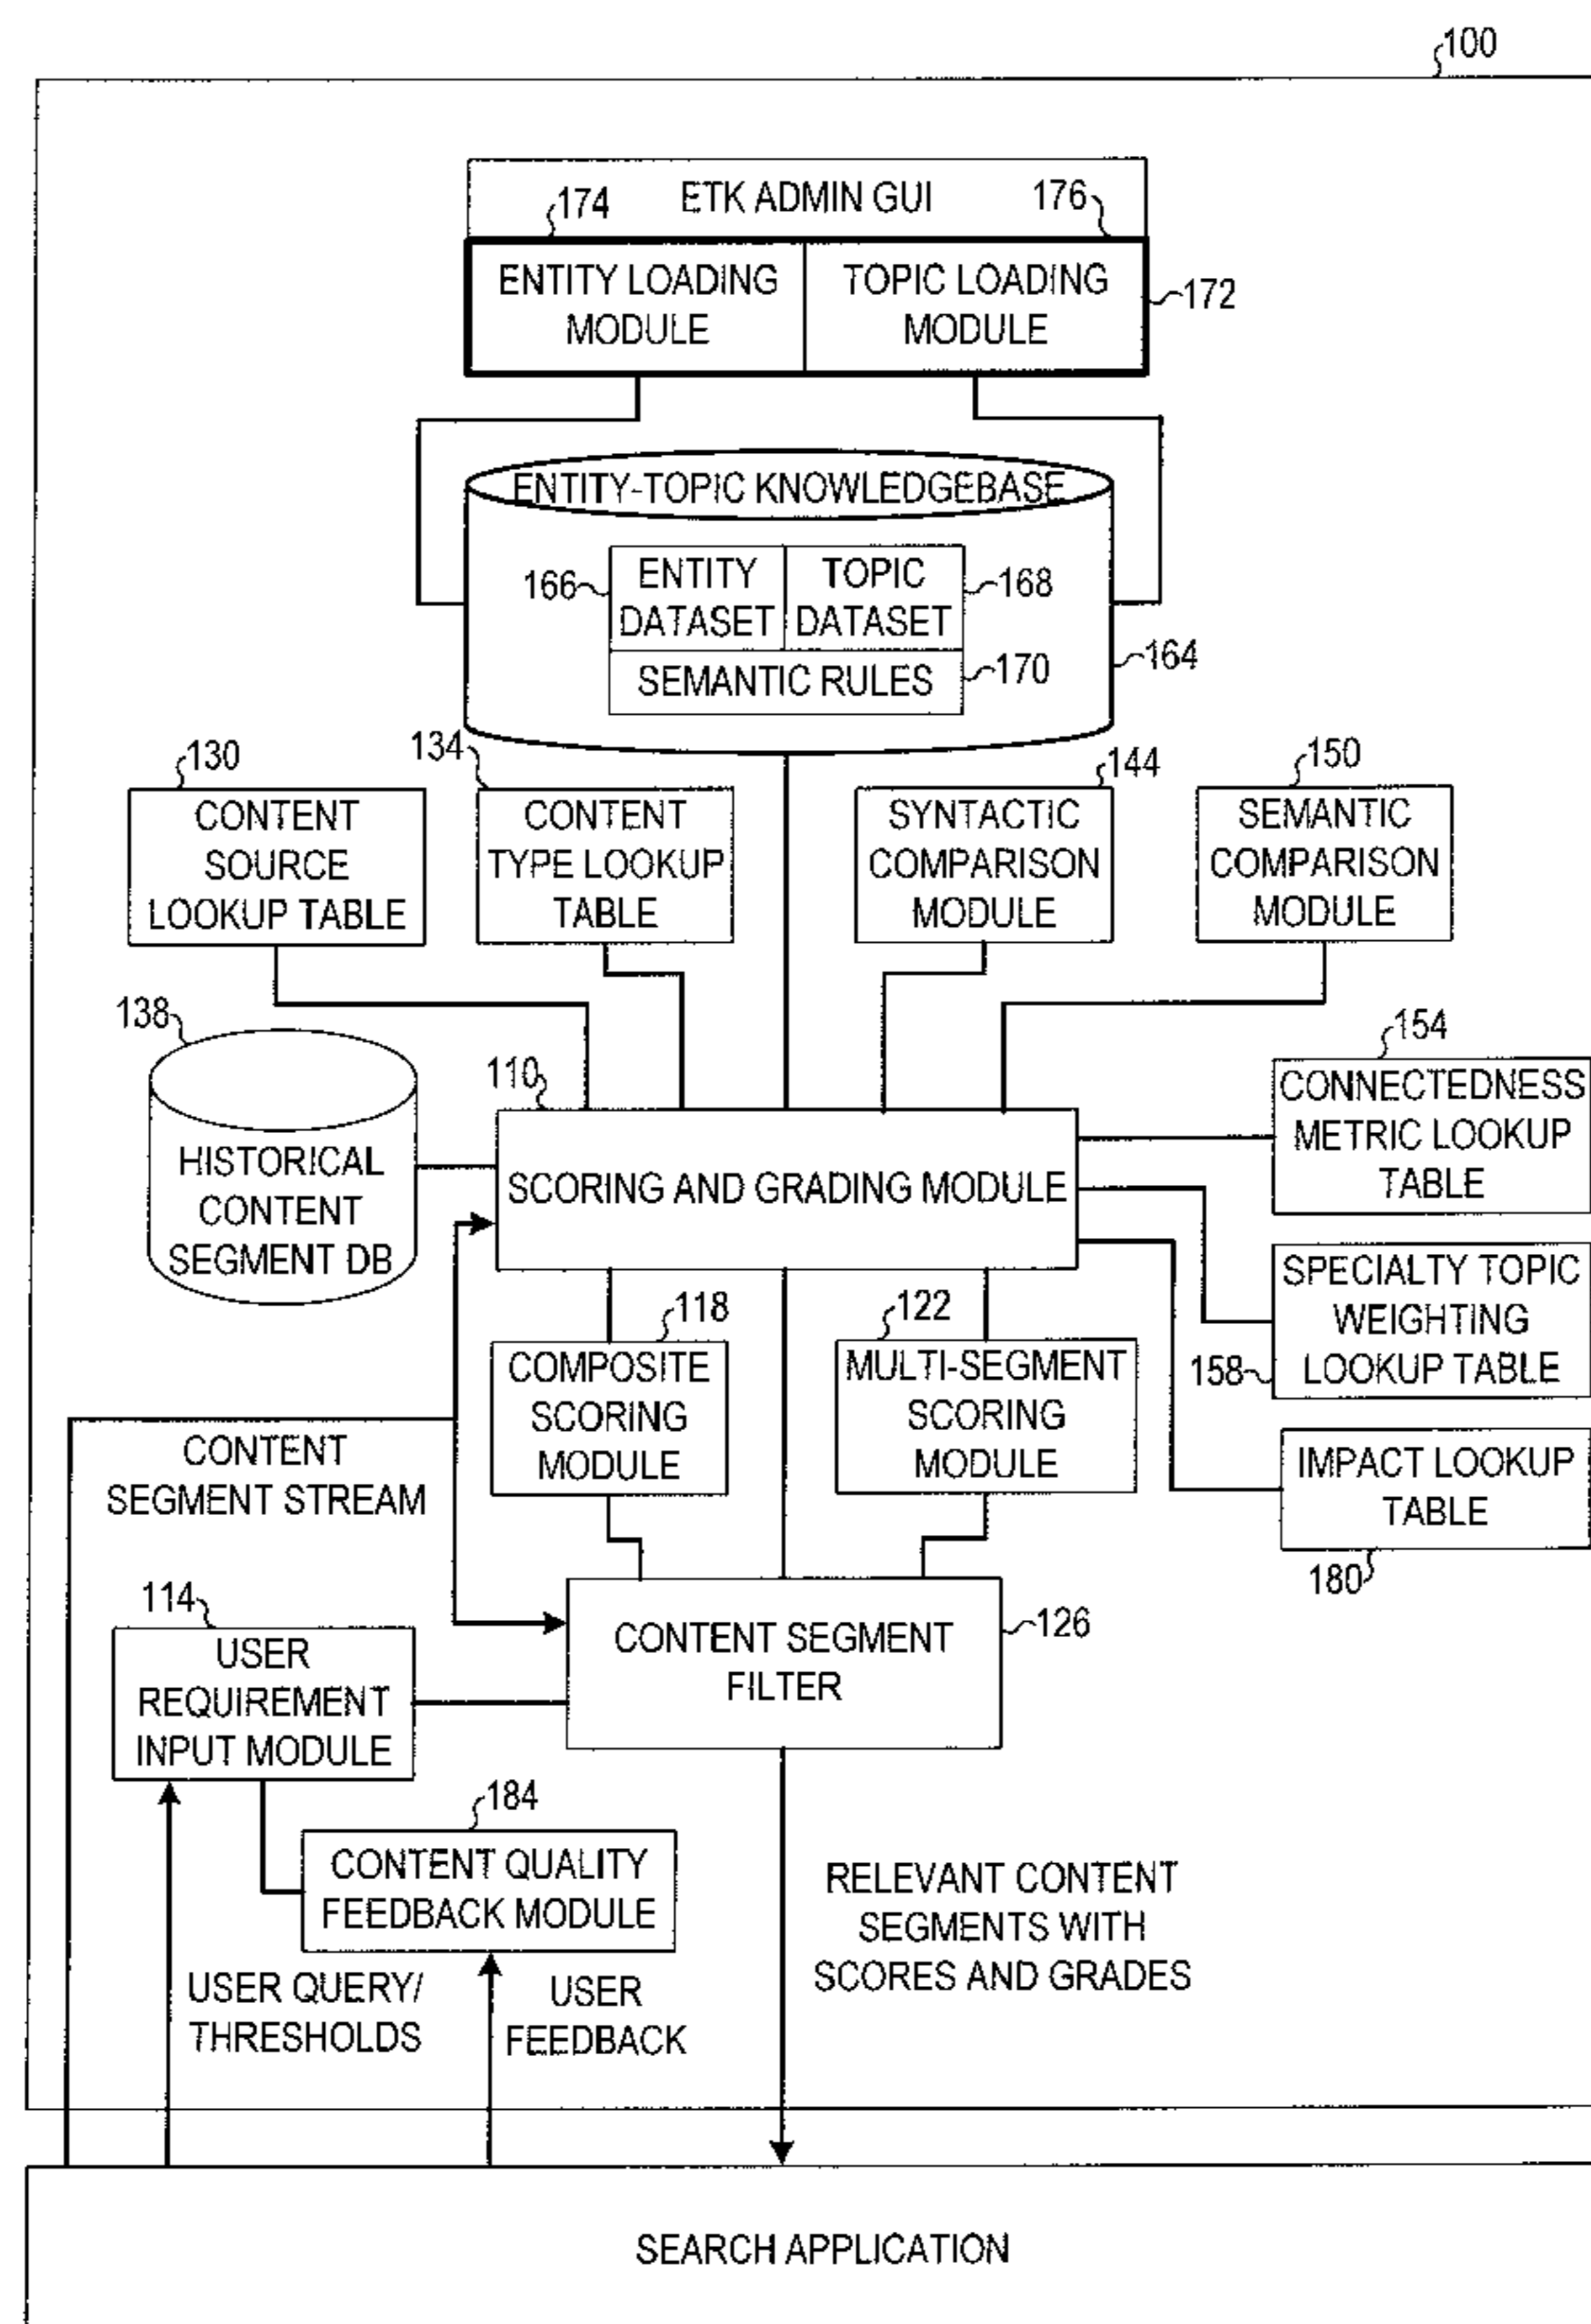 100
ETK ADMIN GUI
174
176
ENTITY LOADING
MODULE
TOPIC LOADING
MODULE
172
ENTITY-TOPIC KNOWLEDGEBASE
166
ENTITY
DATASET
TOPIC
DATASET
168
SEMANTIC RULES
170
164
130
CONTENT
SOURCE
LOOKUP TABLE
134
CONTENT
TYPE LOOKUP
TABLE
144
SYNTACTIC
COMPARISON
MODULE
150
SEMANTIC
COMPARISON
MODULE
138
HISTORICAL
CONTENT
SEGMENT DB
110
SCORING AND GRADING MODULE
154
CONNECTEDNESS
METRIC LOOKUP
TABLE
SPECIALTY TOPIC
WEIGHTING
LOOKUP TABLE
158
118
COMPOSITE
SCORING
MODULE
122
MULTI-SEGMENT
SCORING
MODULE
IMPACT LOOKUP
TABLE
180
CONTENT
SEGMENT STREAM
114
USER
REQUIREMENT
INPUT MODULE
CONTENT SEGMENT
FILTER
126
184
CONTENT QUALITY
FEEDBACK MODULE
RELEVANT CONTENT
SEGMENTS WITH
SCORES AND GRADES
USER QUERY/
THRESHOLDS
USER
FEEDBACK
SEARCH APPLICATION